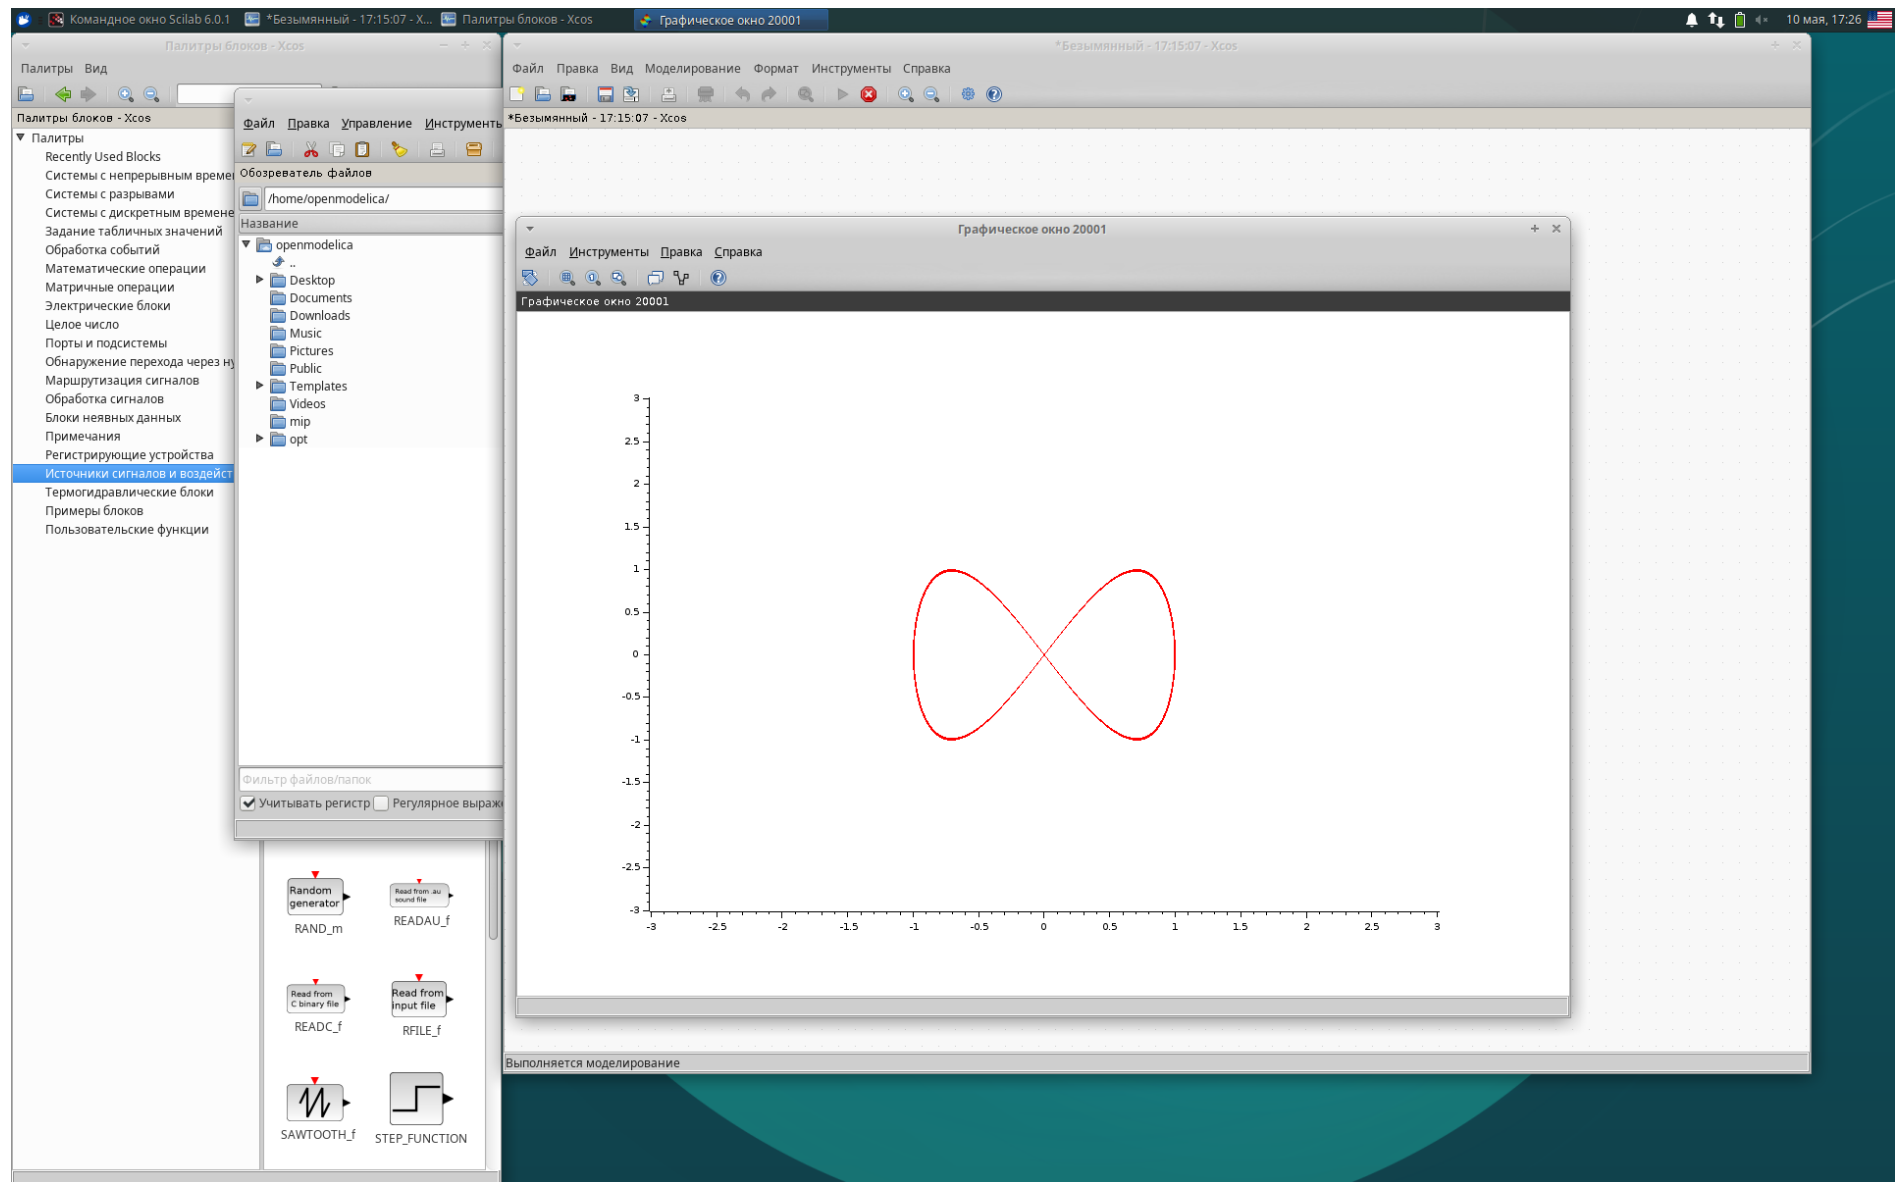 Командное окно Scilab 6.0.1
*Безымянный - 17:15:07 - X...
Палитры блоков - Xcos
Графическое окно 20001
10 мая, 17:26
Палитры блоков - Xcos
Палитры Вид
Палитры блоков - Xcos
Палитры
Recently Used Blocks
Системы с непрерывным време
Системы с разрывами
Системы с дискретным времене
Задание табличных значений
Обработка событий
Математические операции
Матричные операции
Электрические блоки
Целое число
Порты и подсистемы
Обнаружение перехода через ну
Маршрутизация сигналов
Обработка сигналов
Блоки неявных данных
Примечания
Регистрирующие устройства
Источники сигналов и воздейст
Термогидравлические блоки
Примеры блоков
Пользовательские функции
Файл Правка Управление Инструменты
Обозреватель файлов
/home/openmodelica/
Название
openmodelica
..
Desktop
Documents
Downloads
Music
Pictures
Public
Templates
Videos
mip
opt
Фильтр файлов/папок
Учитывать регистр Регулярное выраж
Random
generator
RAND_m
Read from .au
sound file
READAU_f
Read from
C binary file
READC_f
Read from
input file
RFILE_f
SAWTOOTH_f
STEP_FUNCTION
*Безымянный - 17:15:07 - Xcos
Файл Правка Вид Моделирование Формат Инструменты Справка
*Безымянный - 17:15:07 - Xcos
Графическое окно 20001
Файл Инструменты Правка Справка
Графическое окно 20001
3
2.5
2
1.5
1
0.5
0
-0.5
-1
-1.5
-2
-2.5
-3
-3 -2.5 -2 -1.5 -1 -0.5 0 0.5 1 1.5 2 2.5 3
Выполняется моделирование